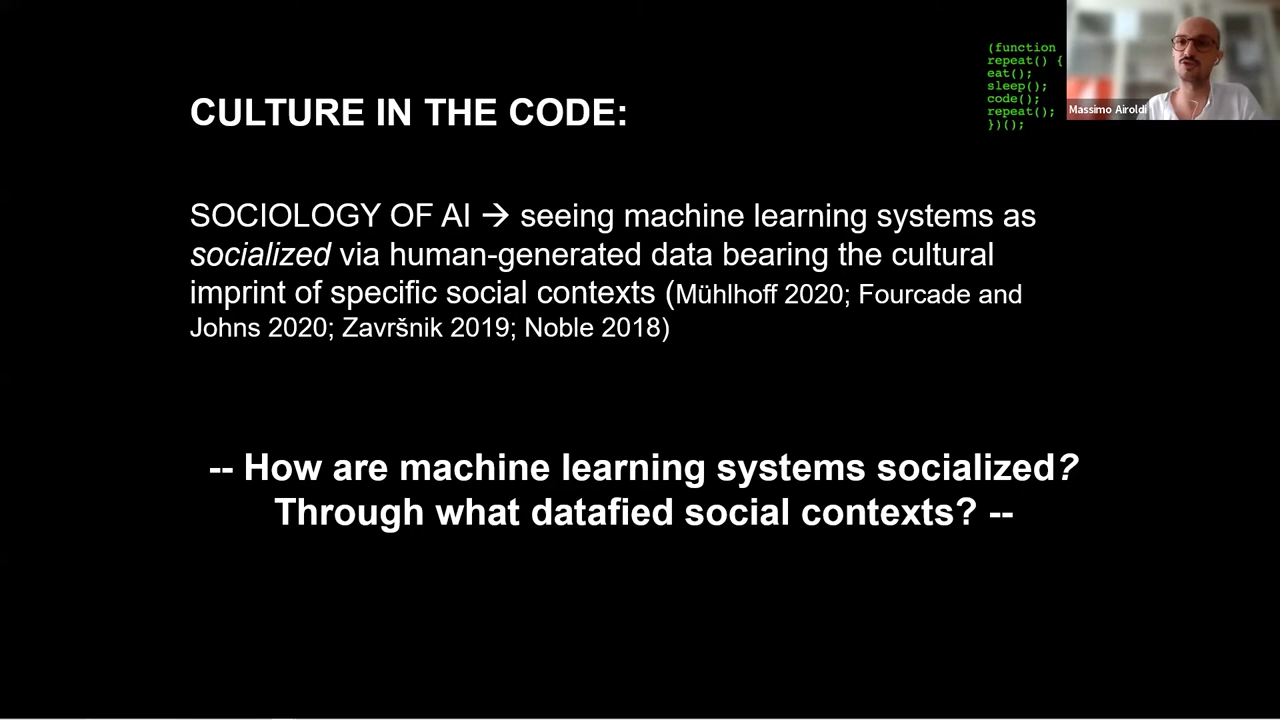 (function
repeat() {
eat();
sleep();
code();
repeat();
})();
Massimo Airoldi
CULTURE IN THE CODE:
SOCIOLOGY OF AI → seeing machine learning systems as
socialized via human-generated data bearing the cultural
imprint of specific social contexts (Mühlhoff 2020; Fourcade and
Johns 2020; Završnik 2019; Noble 2018)
-- How are machine learning systems socialized?
Through what datafied social contexts? --